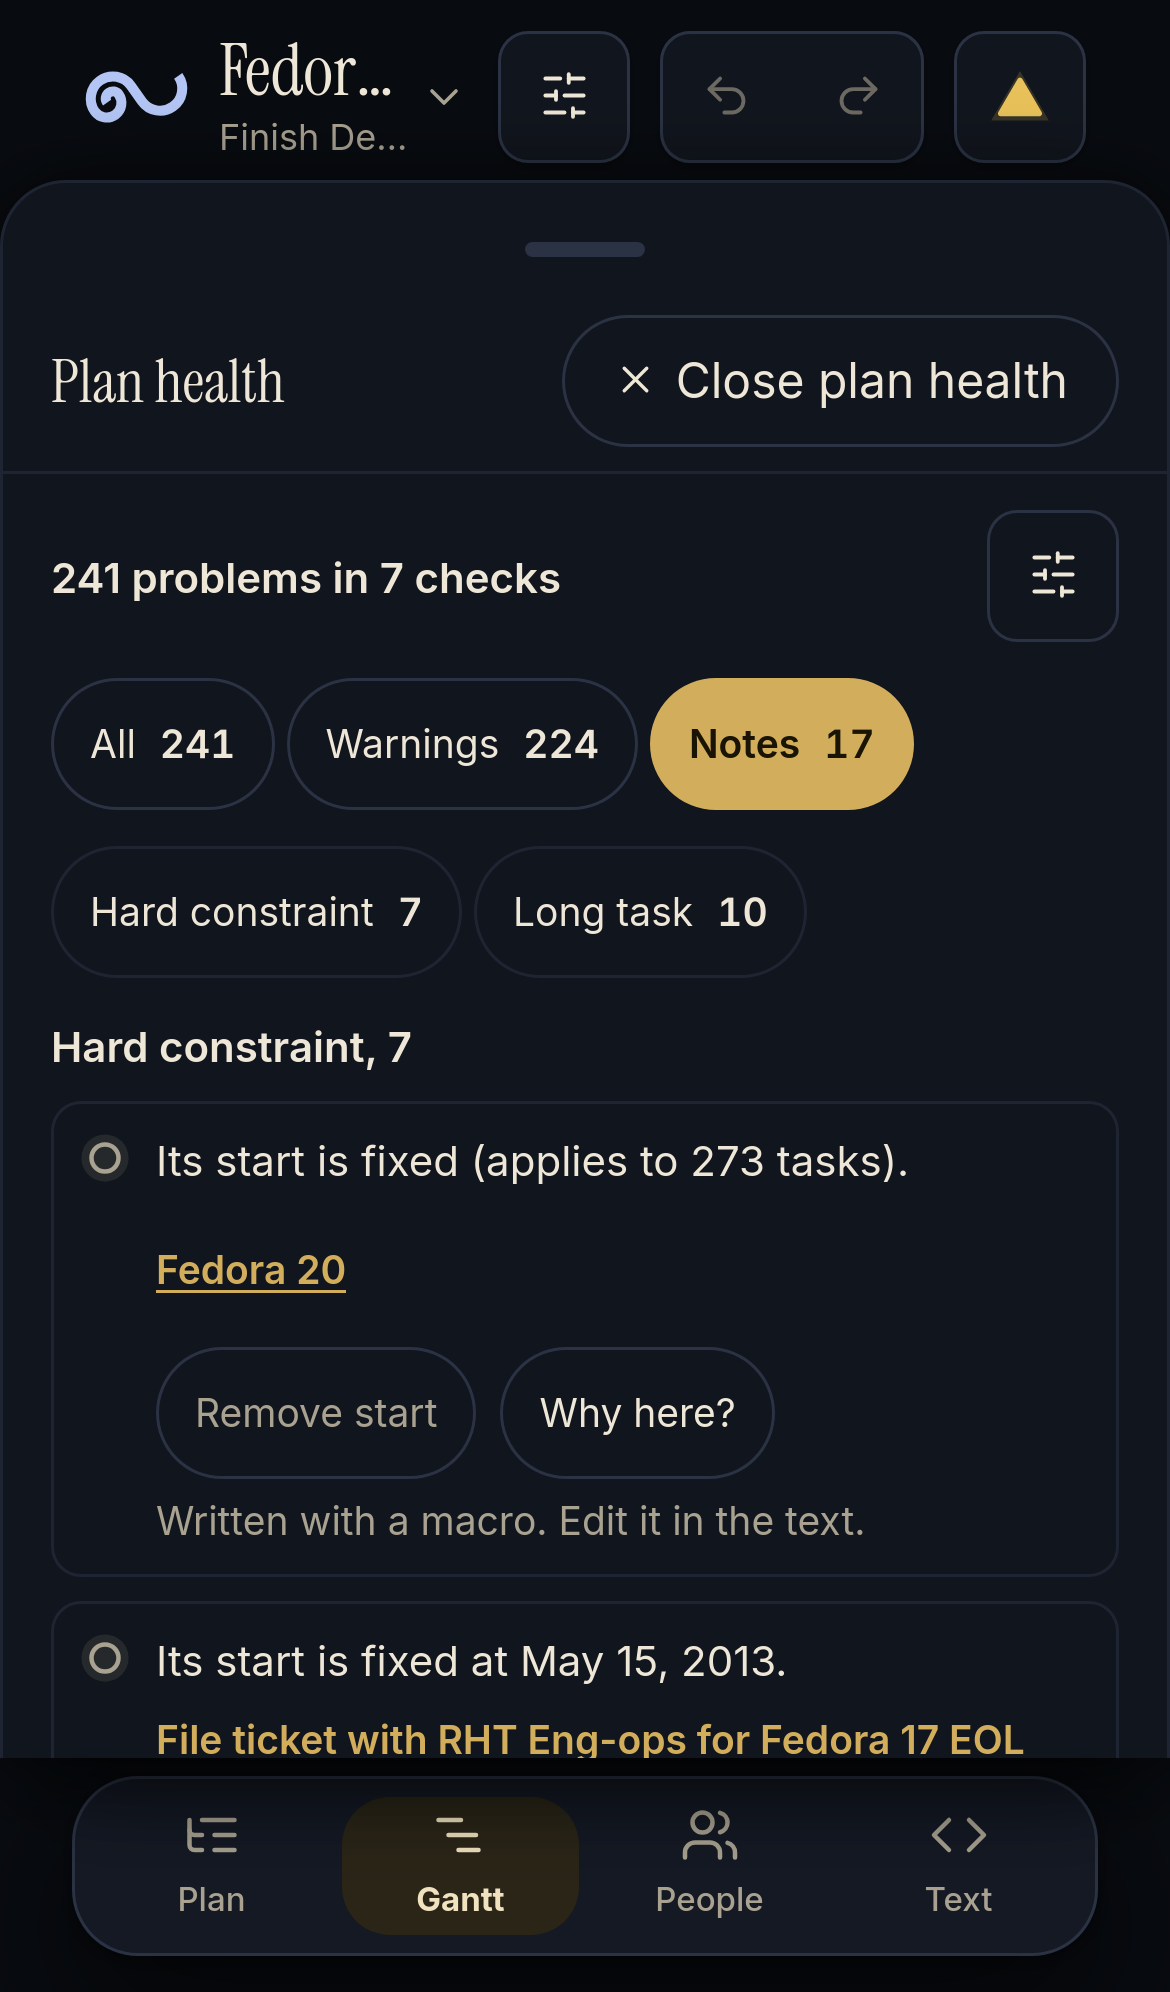 Fedor...
Finish De...
Plan health
Close plan health
241 problems in 7 checks
All 241
Warnings 224
Notes 17
Hard constraint 7
Long task 10
Hard constraint, 7
Its start is fixed (applies to 273 tasks).
Fedora 20
Remove start
Why here?
Written with a macro. Edit it in the text.
Its start is fixed at May 15, 2013.
File ticket with RHT Eng-ops for Fedora 17 EOL
Plan
Gantt
People
Text